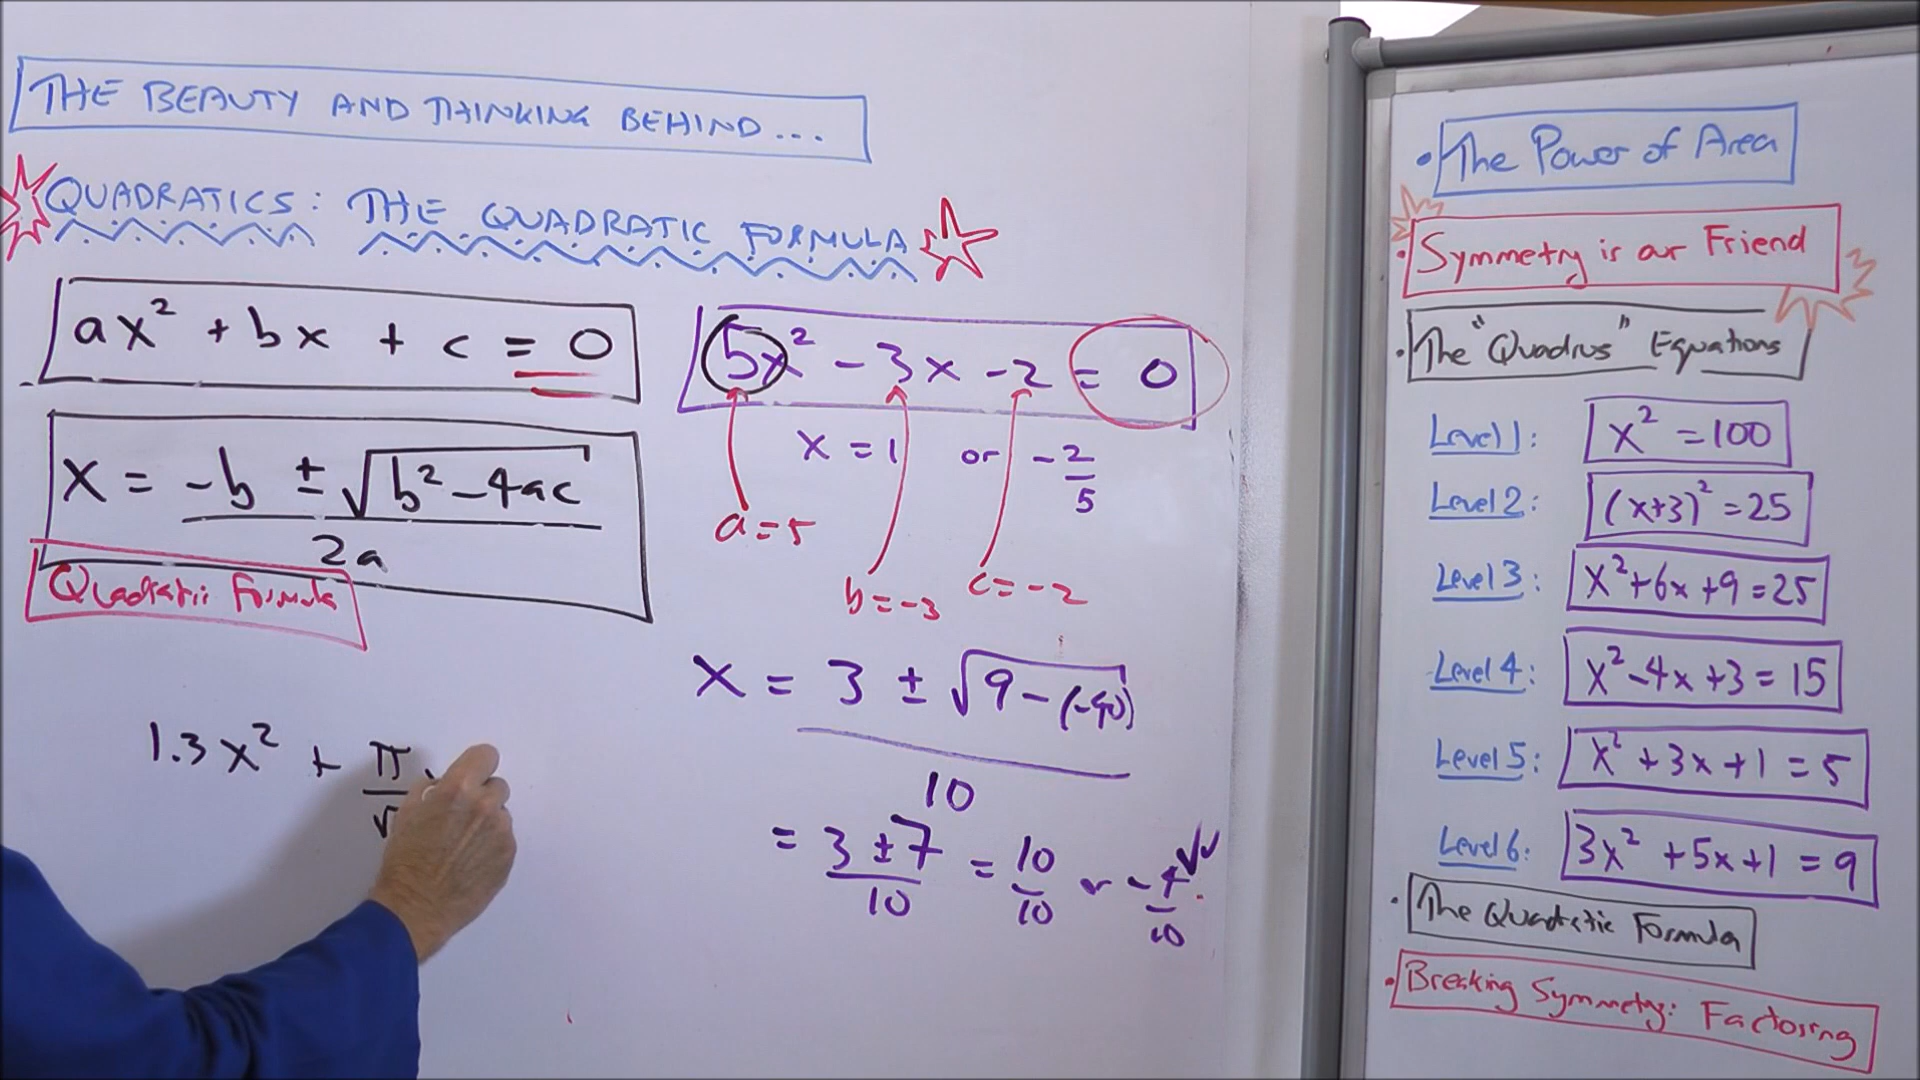 THE BEAUTY AND THINKING BEHIND...
QUADRATICS: THE QUADRATIC FORMULA
ax² + bx + c = 0
x = (-b ± √(b² - 4ac)) / 2a
Quadratic Formula
1.3x² + π / √
5x² - 3x - 2 = 0
x = 1 or -2/5
a = 5
b = -3
c = -2
x = (3 ± √(9 - (-40))) / 10
= (3 ± 7) / 10 = 10/10 or -4/10
• The Power of Area
• Symmetry is our Friend
• The "Quadrus" Equations
Level 1: x² = 100
Level 2: (x+3)² = 25
Level 3: x² + 6x + 9 = 25
Level 4: x² - 4x + 3 = 15
Level 5: x² + 3x + 1 = 5
Level 6: 3x² + 5x + 1 = 9
• The Quadratic Formula
• Breaking Symmetry: Factoring